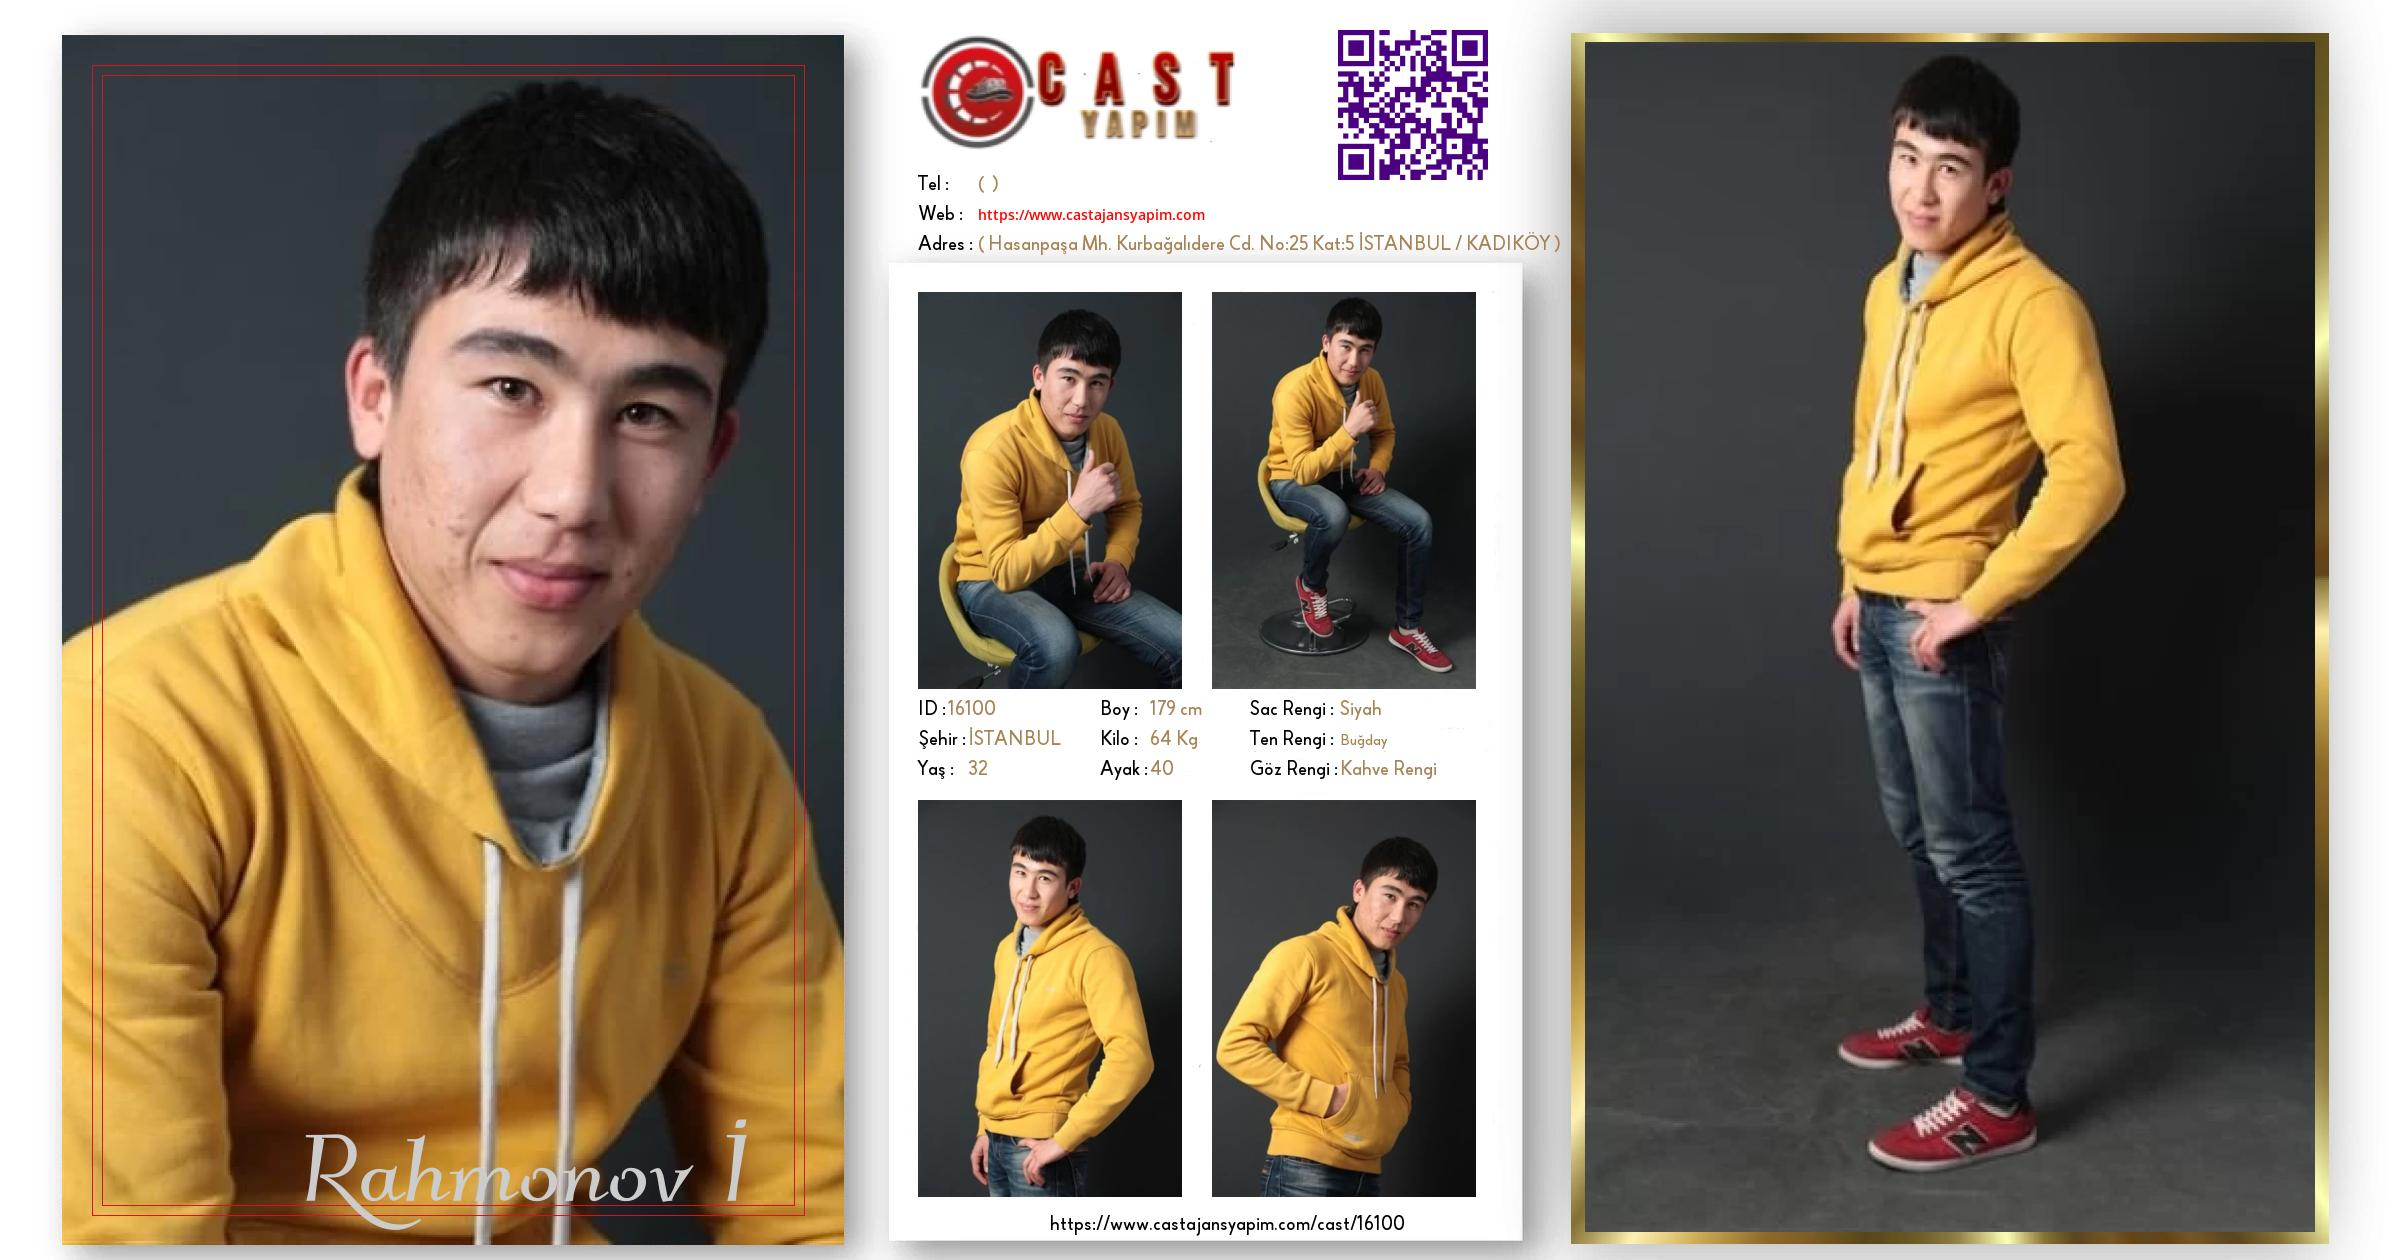 Rahmonov İ
CAST
YAPIM
Tel : ( )
Web : https://www.castajansyapim.com
Adres : ( Hasanpaşa Mh. Kurbağalıdere Cd. No:25 Kat:5 İSTANBUL / KADIKÖY )
ID : 16100 Boy : 179 cm Sac Rengi : Siyah
Şehir : İSTANBUL Kilo : 64 Kg Ten Rengi : Buğday
Yaş : 32 Ayak : 40 Göz Rengi : Kahve Rengi
https://www.castajansyapim.com/cast/16100